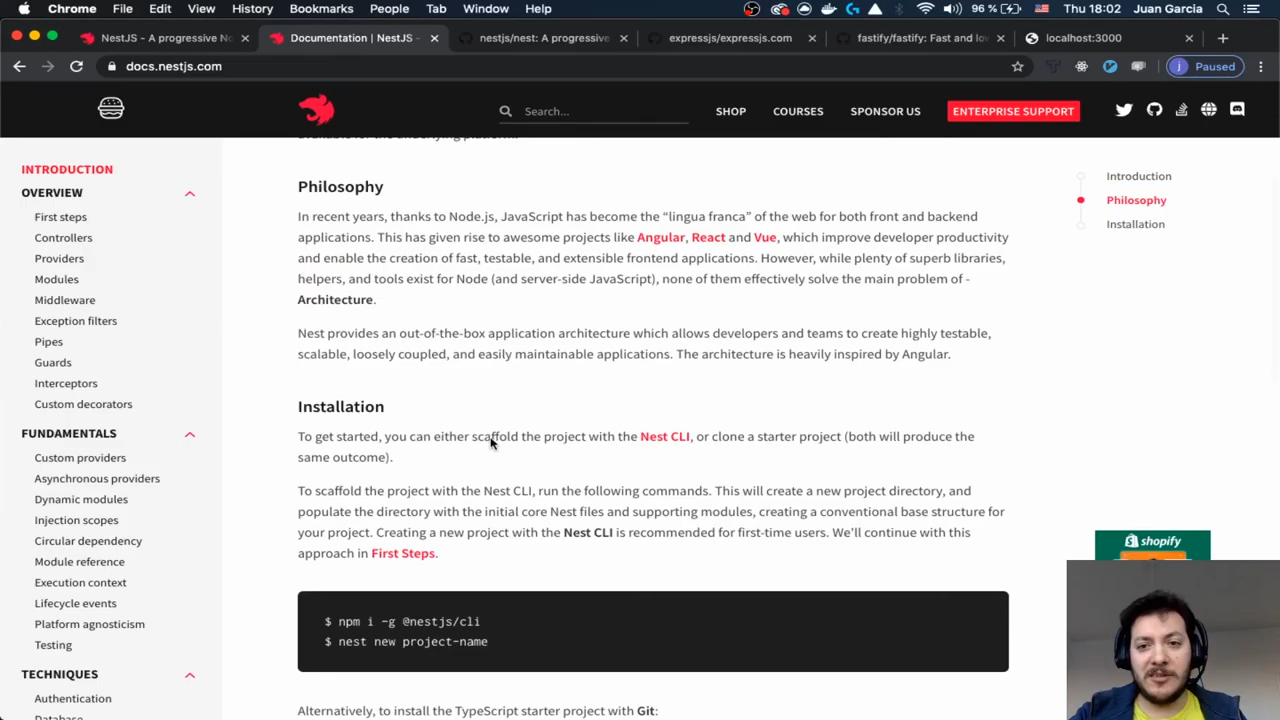 Chrome File Edit View History Bookmarks People Tab Window Help 96 % Thu 18:02 Juan Garcia
NestJS - A progressive No Documentation | NestJS - nestjs/nest: A progressive expressjs/expressjs.com fastify/fastify: Fast and lov localhost:3000
docs.nestjs.com j Paused
Search... SHOP COURSES SPONSOR US ENTERPRISE SUPPORT
available for the underlying platform.
INTRODUCTION
OVERVIEW
First steps
Controllers
Providers
Modules
Middleware
Exception filters
Pipes
Guards
Interceptors
Custom decorators
FUNDAMENTALS
Custom providers
Asynchronous providers
Dynamic modules
Injection scopes
Circular dependency
Module reference
Execution context
Lifecycle events
Platform agnosticism
Testing
TECHNIQUES
Authentication
Database
Philosophy
In recent years, thanks to Node.js, JavaScript has become the “lingua franca” of the web for both front and backend
applications. This has given rise to awesome projects like Angular, React and Vue, which improve developer productivity
and enable the creation of fast, testable, and extensible frontend applications. However, while plenty of superb libraries,
helpers, and tools exist for Node (and server-side JavaScript), none of them effectively solve the main problem of -
Architecture.
Nest provides an out-of-the-box application architecture which allows developers and teams to create highly testable,
scalable, loosely coupled, and easily maintainable applications. The architecture is heavily inspired by Angular.
Installation
To get started, you can either scaffold the project with the Nest CLI, or clone a starter project (both will produce the
same outcome).
To scaffold the project with the Nest CLI, run the following commands. This will create a new project directory, and
populate the directory with the initial core Nest files and supporting modules, creating a conventional base structure for
your project. Creating a new project with the Nest CLI is recommended for first-time users. We’ll continue with this
approach in First Steps.
$ npm i -g @nestjs/cli
$ nest new project-name
Alternatively, to install the TypeScript starter project with Git:
Introduction
Philosophy
Installation
shopify